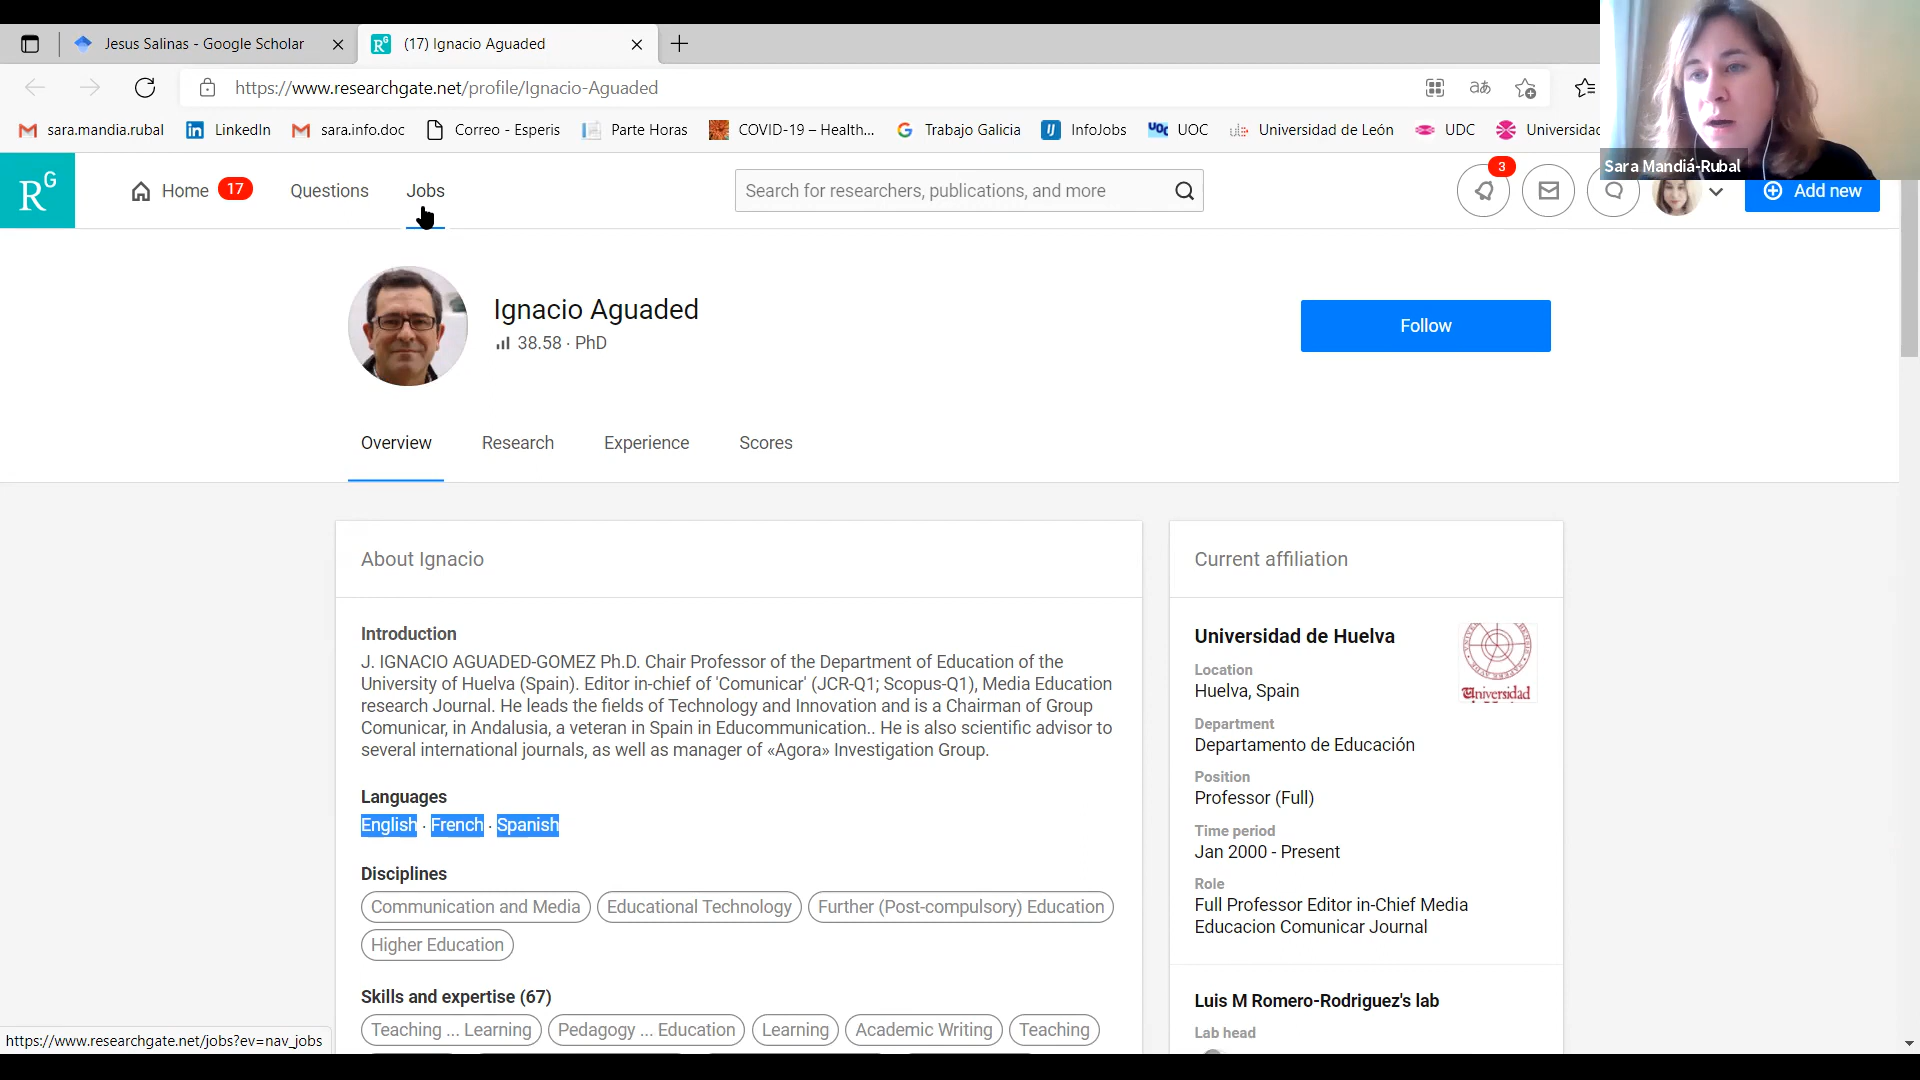 Jesus Salinas - Google Scholar
(17) Ignacio Aguaded
https://www.researchgate.net/profile/Ignacio-Aguaded
aあ
sara.mandia.rubal
LinkedIn
sara.info.doc
Correo - Esperis
Parte Horas
COVID-19 – Health...
Trabajo Galicia
InfoJobs
UOC
Universidad de León
UDC
Universidad
Sara Mandiá-Rubal
RG
Home 17
Questions
Jobs
Search for researchers, publications, and more
3
Add new
Ignacio Aguaded
38.58 · PhD
Follow
Overview
Research
Experience
Scores
About Ignacio
Introduction
J. IGNACIO AGUADED-GOMEZ Ph.D. Chair Professor of the Department of Education of the
University of Huelva (Spain). Editor in-chief of 'Comunicar' (JCR-Q1; Scopus-Q1), Media Education
research Journal. He leads the fields of Technology and Innovation and is a Chairman of Group
Comunicar, in Andalusia, a veteran in Spain in Educommunication.. He is also scientific advisor to
several international journals, as well as manager of «Agora» Investigation Group.
Languages
English · French · Spanish
Disciplines
Communication and Media
Educational Technology
Further (Post-compulsory) Education
Higher Education
Skills and expertise (67)
Teaching ... Learning
Pedagogy ... Education
Learning
Academic Writing
Teaching
Current affiliation
Universidad de Huelva
Universidad
Location
Huelva, Spain
Department
Departamento de Educación
Position
Professor (Full)
Time period
Jan 2000 - Present
Role
Full Professor Editor in-Chief Media
Educacion Comunicar Journal
Luis M Romero-Rodriguez's lab
Lab head
https://www.researchgate.net/jobs?ev=nav_jobs